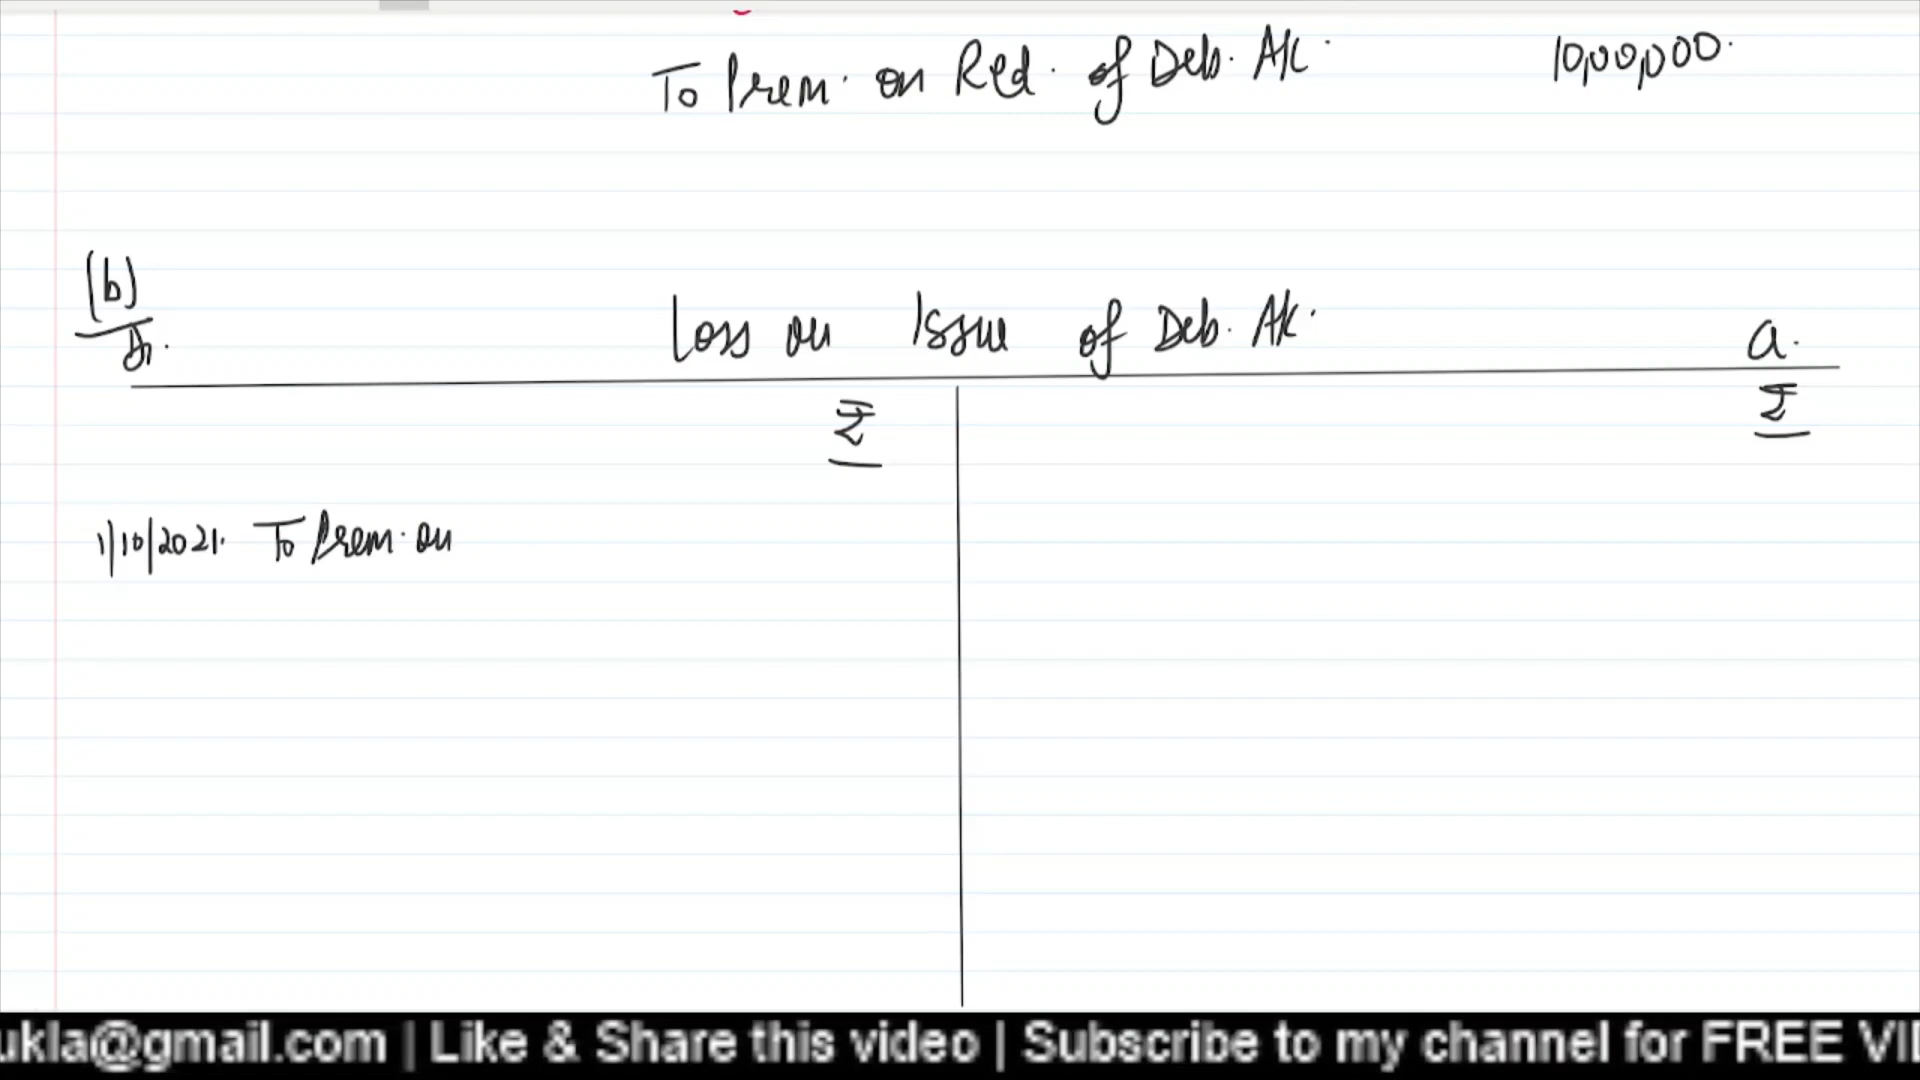 To Prem. on Red. of Deb. A/c. 10,00,000.
(b)
Dr. Loss on Issue of Deb. A/c. Cr.
₹ ₹
1/10/2021. To Prem. on
ukla@gmail.com | Like & Share this video | Subscribe to my channel for FREE VI